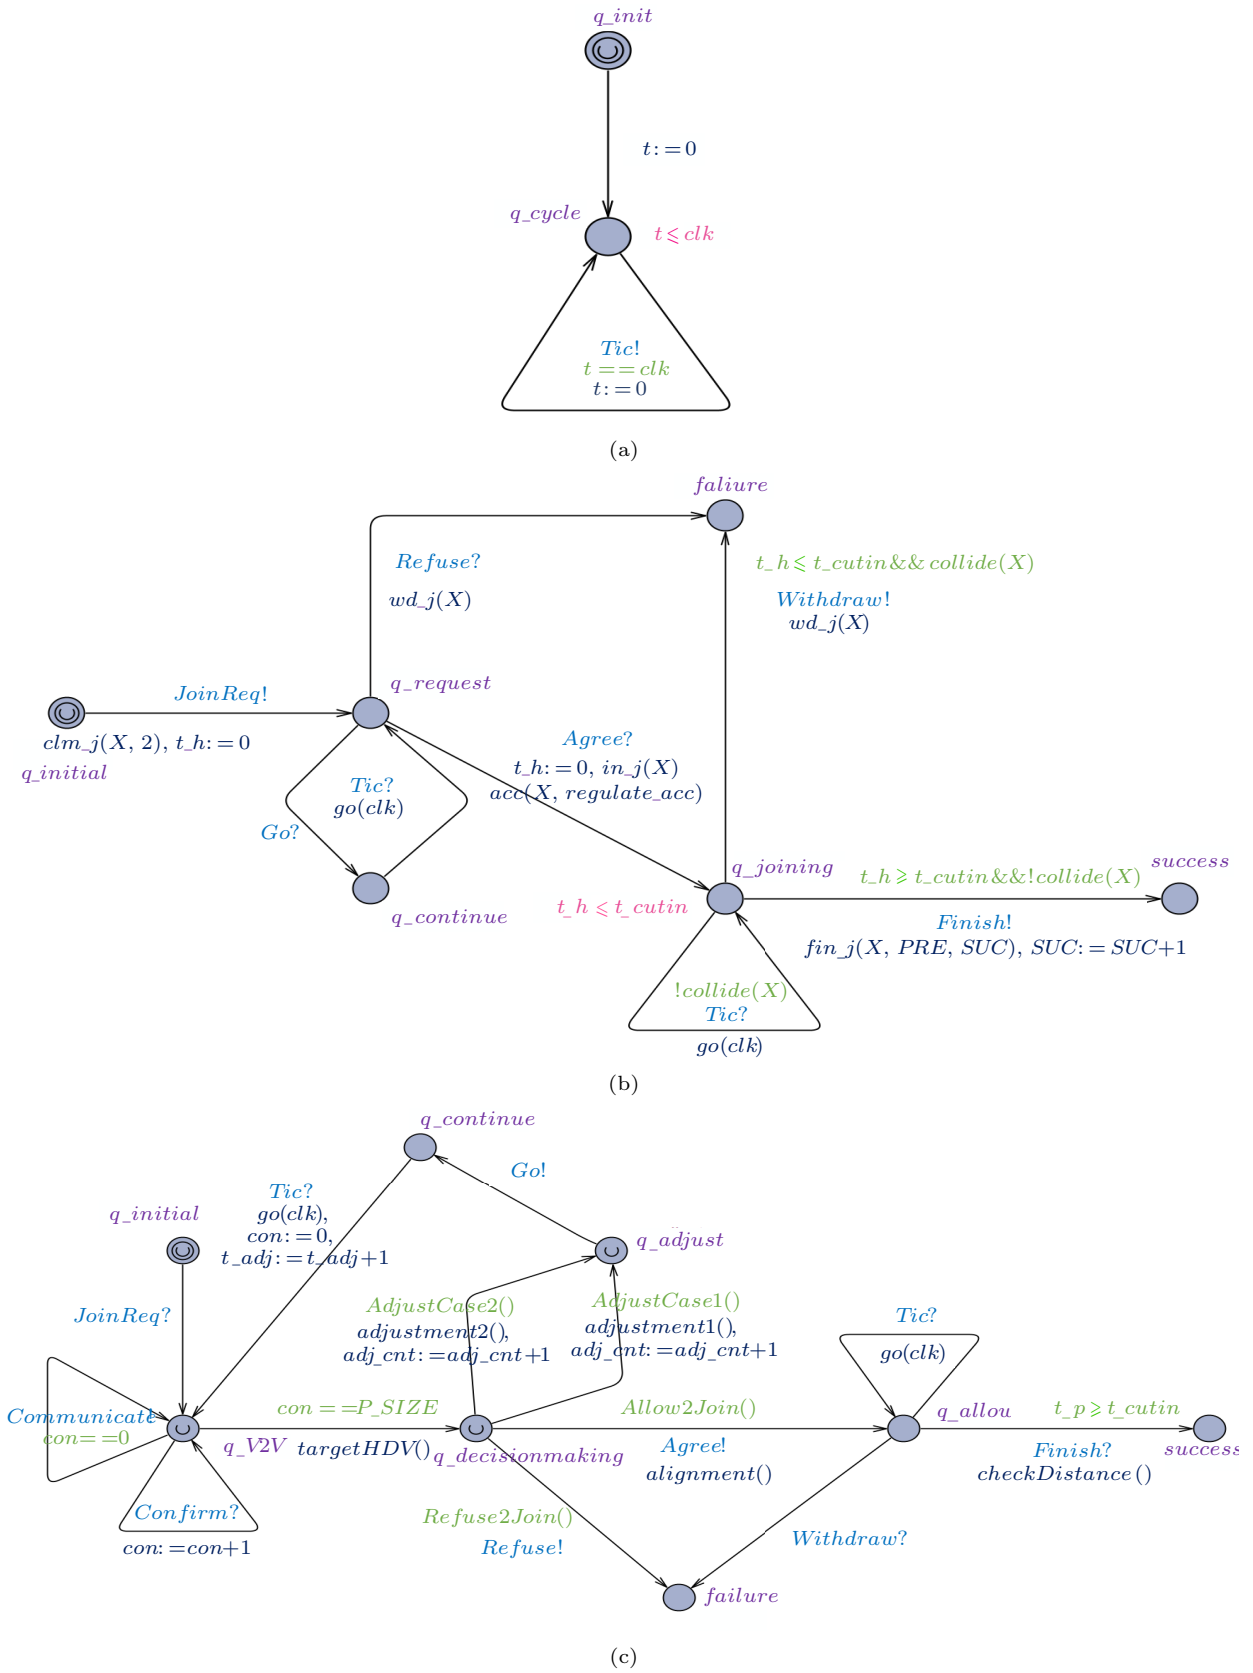 q_init
t:=0
q_cycle
t⩽clk
Tic!
t==clk
t:=0
(a)
faliure
Refuse?
t_h⩽t_cutin&&collide(X)
wd_j(X)
Withdraw!
wd_j(X)
q_request
JoinReq!
clm_j(X, 2), t_h:=0
q_initial
Agree?
t_h:=0, in_j(X)
acc(X, regulate_acc)
Tic?
go(clk)
Go?
q_continue
q_joining
success
t_h⩾t_cutin&&!collide(X)
t_h⩽t_cutin
Finish!
fin_j(X, PRE, SUC), SUC:=SUC+1
!collide(X)
Tic?
go(clk)
(b)
q_continue
Go!
Tic?
go(clk),
con:=0,
t_adj:=t_adj+1
q_initial
q_adjust
JoinReq?
AdjustCase2()
adjustment2(),
adj_cnt:=adj_cnt+1
AdjustCase1()
adjustment1(),
adj_cnt:=adj_cnt+1
Tic?
go(clk)
Communicate!
con==0
con==P_SIZE
q_V2V
targetHDV()
q_decisionmaking
Allow2Join()
Agree!
alignment()
q_allou
t_p⩾t_cutin
Finish?
checkDistance()
success
Confirm?
con:=con+1
Refuse2Join()
Refuse!
Withdraw?
failure
(c)